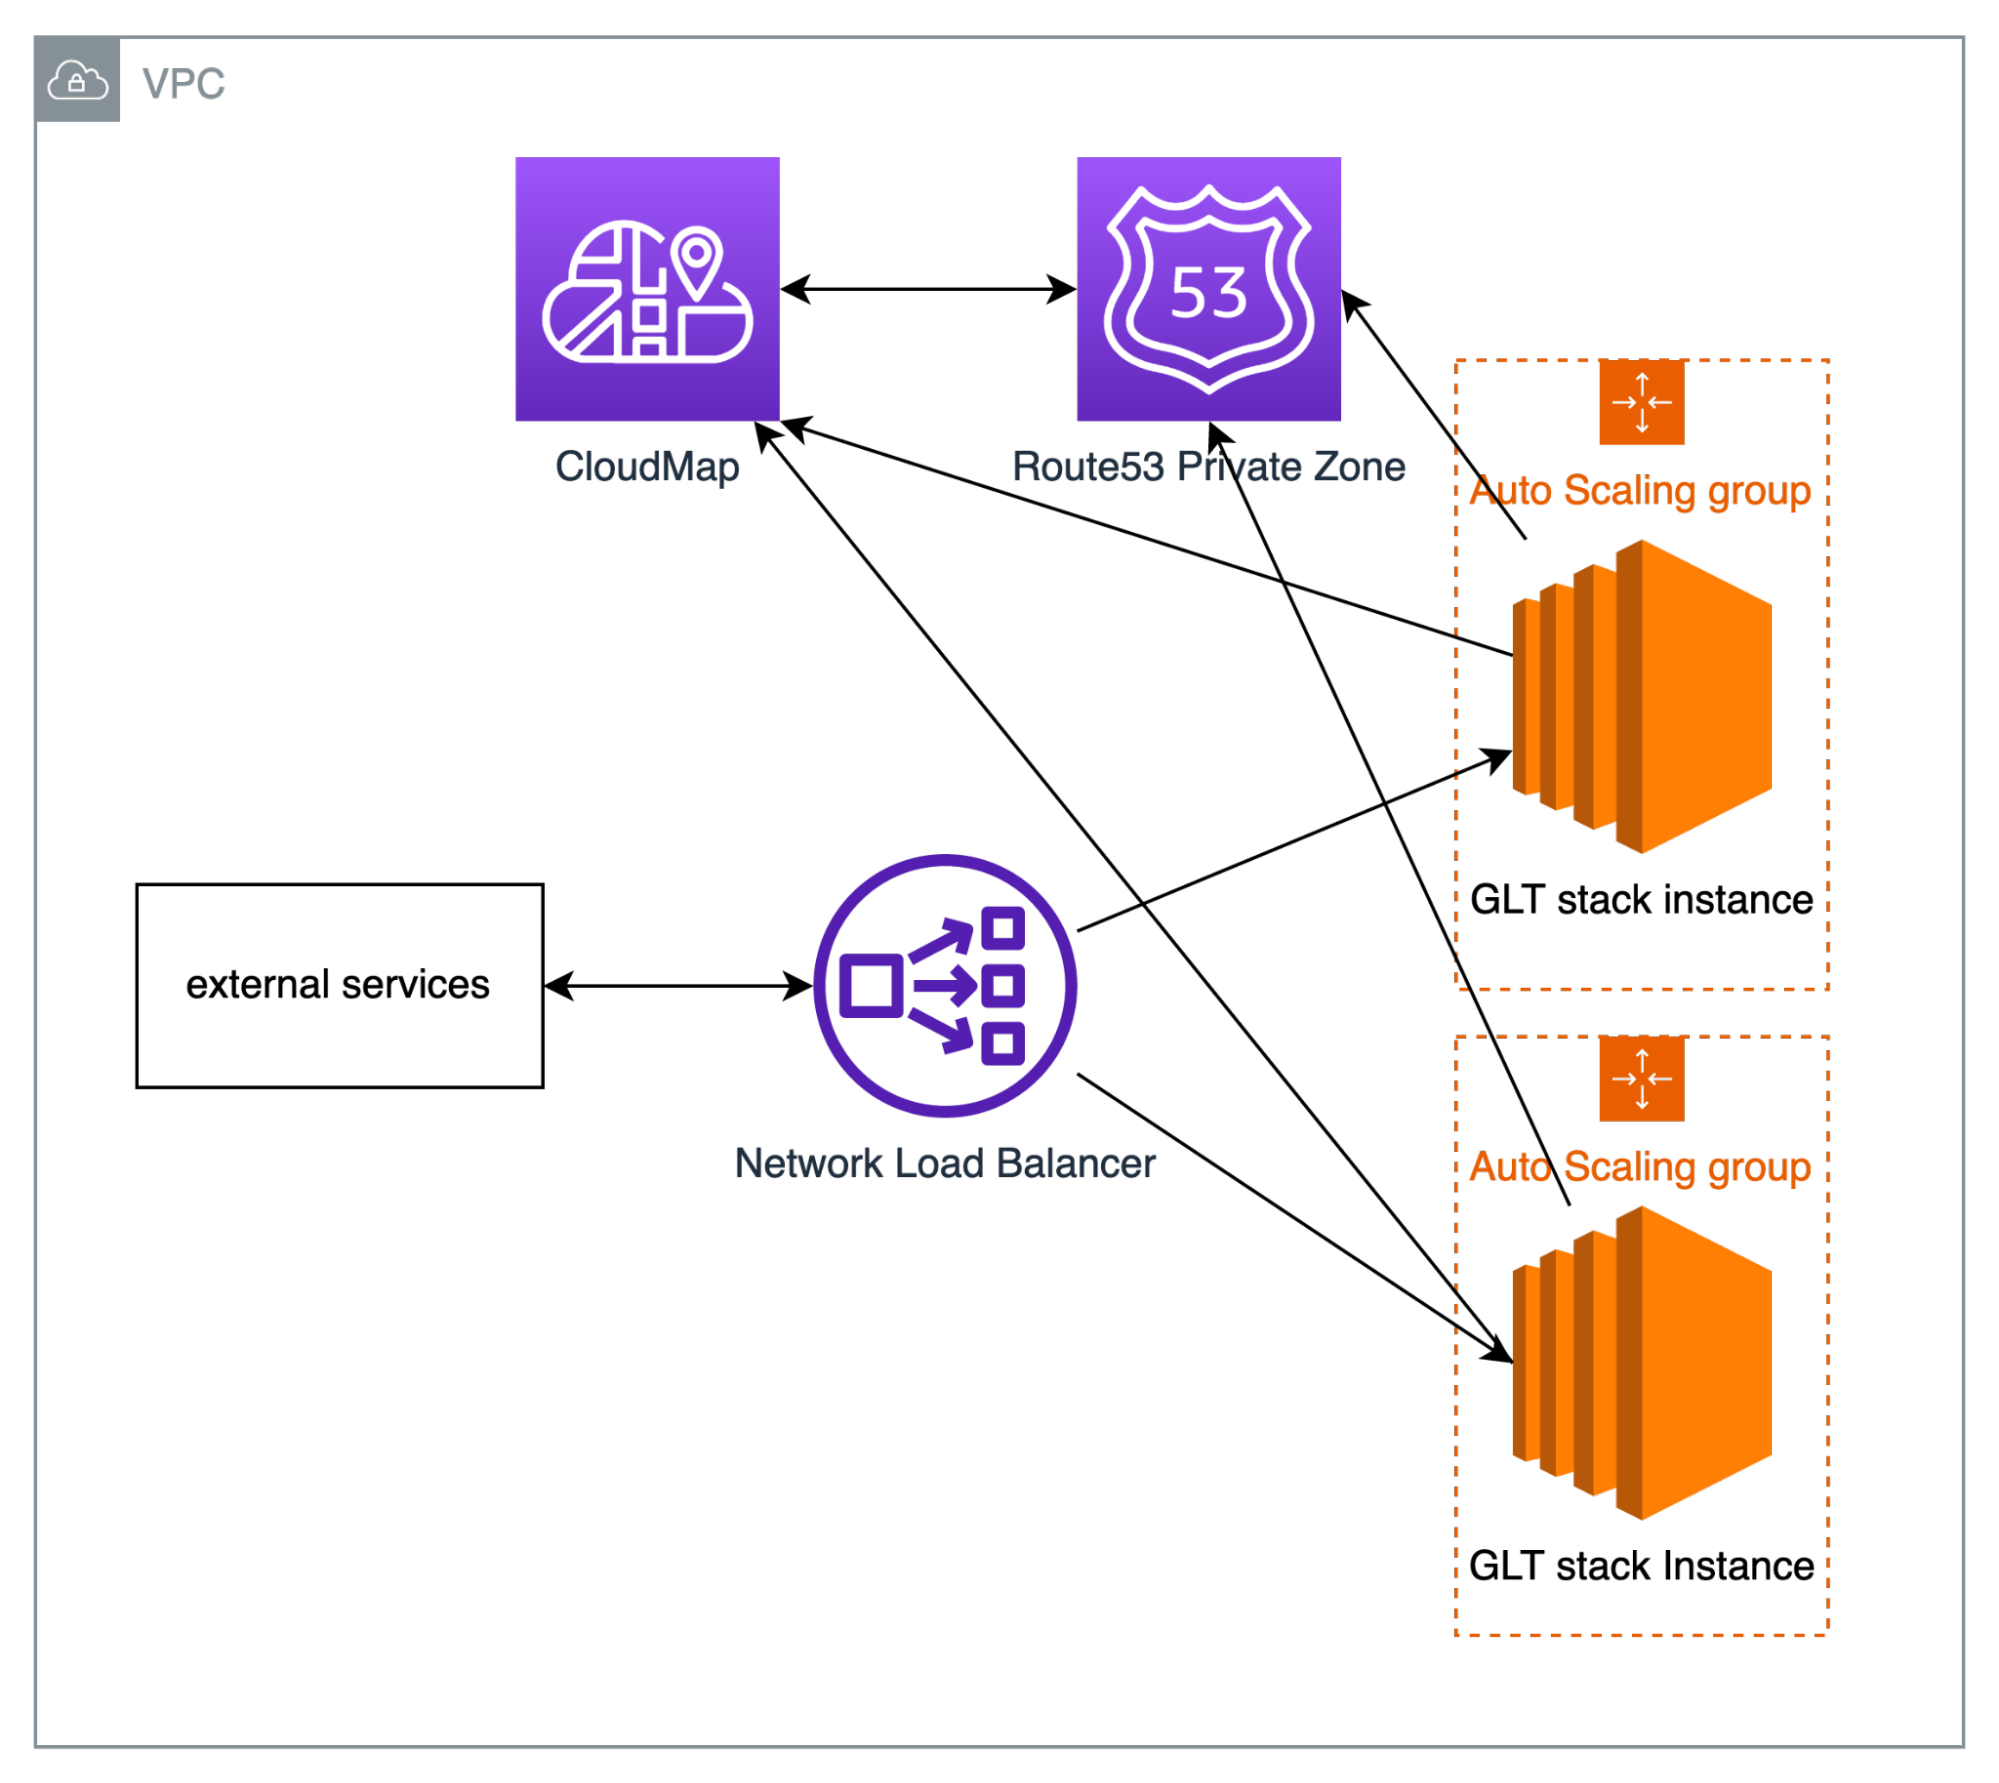 VPC
53
CloudMap
Route53 Private Zone
Auto Scaling group
GLT stack instance
external services
Network Load Balancer
Auto Scaling group
GLT stack Instance